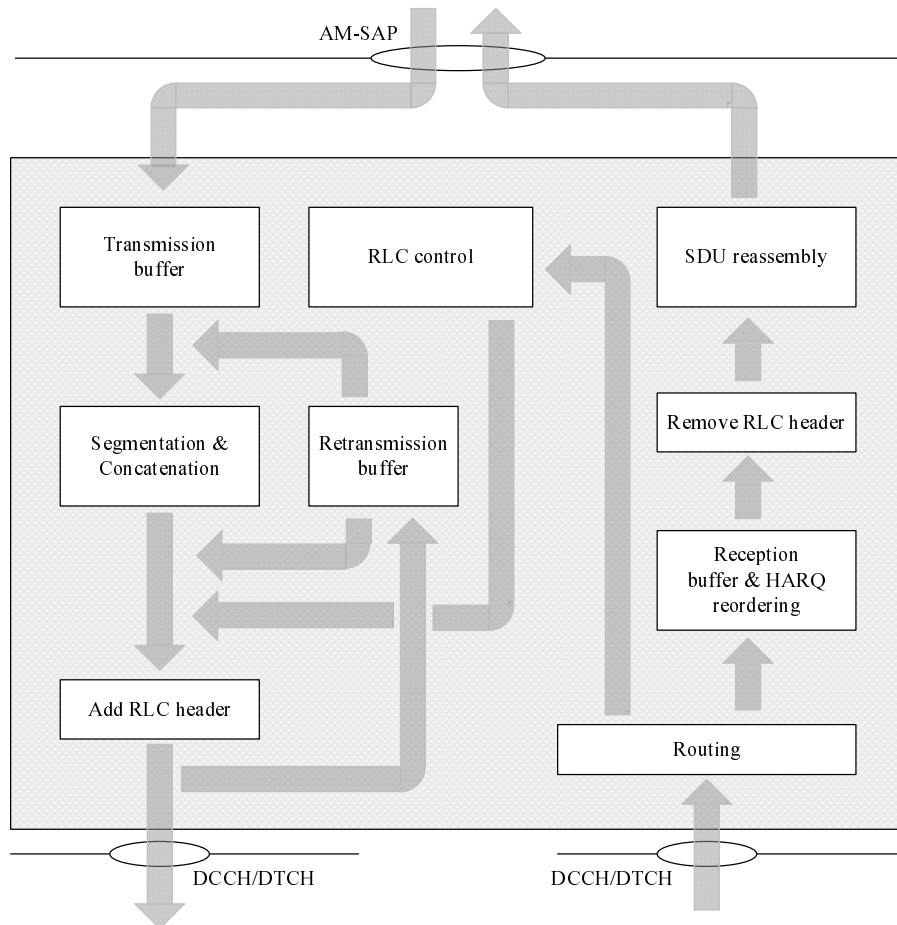 AM-SAP
Transmission
buffer
RLC control
SDU reassembly
Segmentation &
Concatenation
Retransmission
buffer
Remove RLC header
Reception
buffer & HARQ
reordering
Add RLC header
Routing
DCCH/DTCH
DCCH/DTCH